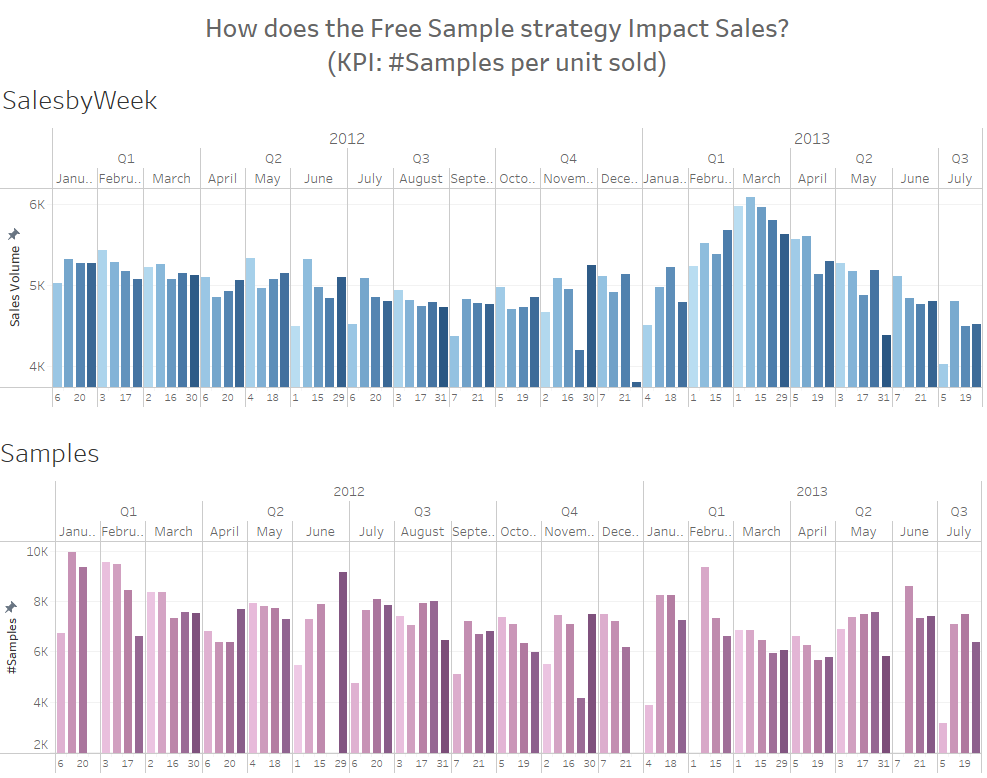 How does the Free Sample strategy Impact Sales?
(KPI: #Samples per unit sold)
SalesbyWeek
2012 2013
Q1 Q2 Q3 Q4 Q1 Q2 Q3
Janu.. Febru.. March April May June July August Septe.. Octo.. Novem.. Dece.. Janua.. Febru.. March April May June July
6K
5K
4K
Sales Volume
6 20 3 17 2 16 30 6 20 4 18 1 15 29 6 20 3 17 31 7 21 5 19 2 16 30 7 21 4 18 1 15 1 15 29 5 19 3 17 31 7 21 5 19
Samples
2012 2013
Q1 Q2 Q3 Q4 Q1 Q2 Q3
Janu.. Febru.. March April May June July August Septe.. Octo.. Novem.. Dece.. Janu.. Febru.. March April May June July
10K
8K
6K
4K
2K
#Samples
6 20 3 17 2 16 30 6 20 4 18 1 15 29 6 20 3 17 31 7 21 5 19 2 16 30 7 21 4 18 1 15 1 15 29 5 19 3 17 31 7 21 5 19